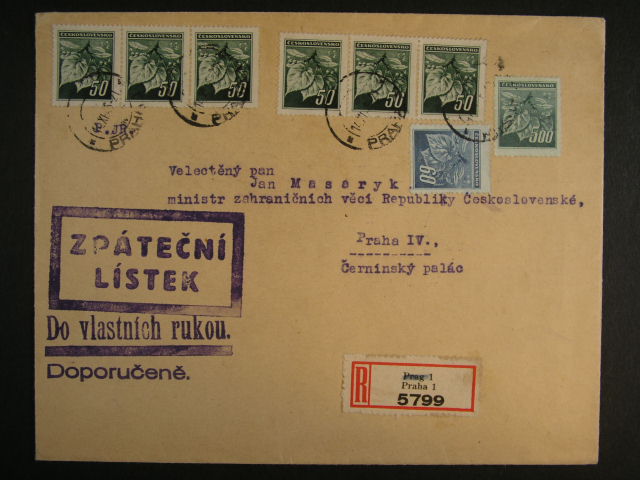 ČESKOSLOVENSKO ČESKOSLOVENSKO ČESKOSLOVENSKO ČESKOSLOVENSKO ČESKOSLOVENSKO ČESKOSLOVENSKO
50 50 50 50 50 50
ČESKOSLOVENSKO
500
ČESKOSLOVENSKO
60
PRAHA PRAHA PRAHA
Velectěný pan
Jan Masaryk
ministr zahraničních věcí Republiky Československé,
Praha IV.,
Černínský palác
ZPÁTEČNÍ
LÍSTEK
Do vlastních rukou.
Doporučeně.
R
Prag 1
Praha 1
5799